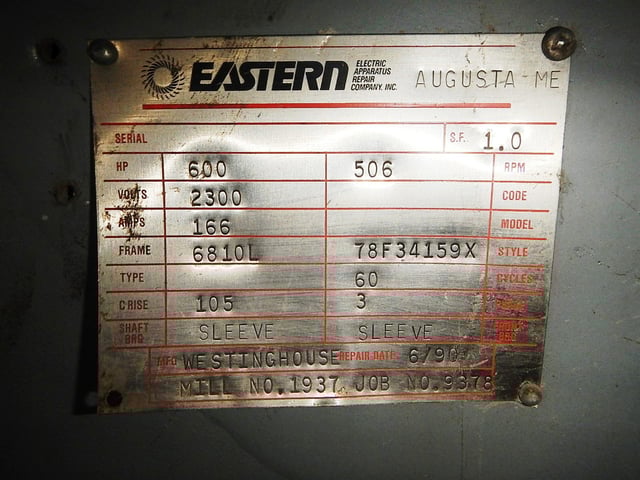 EASTERN ELECTRIC APPARATUS REPAIR COMPANY, INC. AUGUSTA ME
SERIAL S.F. 1.0
HP 600 506 RPM
VOLTS 2300 CODE
AMPS 166 MODEL
FRAME 6810L 78F34159X STYLE
TYPE 60 CYCLES
C RISE 105 3
SHAFT BRG SLEEVE SLEEVE BRG
MFG WESTINGHOUSE REPAIR DATE 6/90
MILL NO.1937 JOB NO.9378